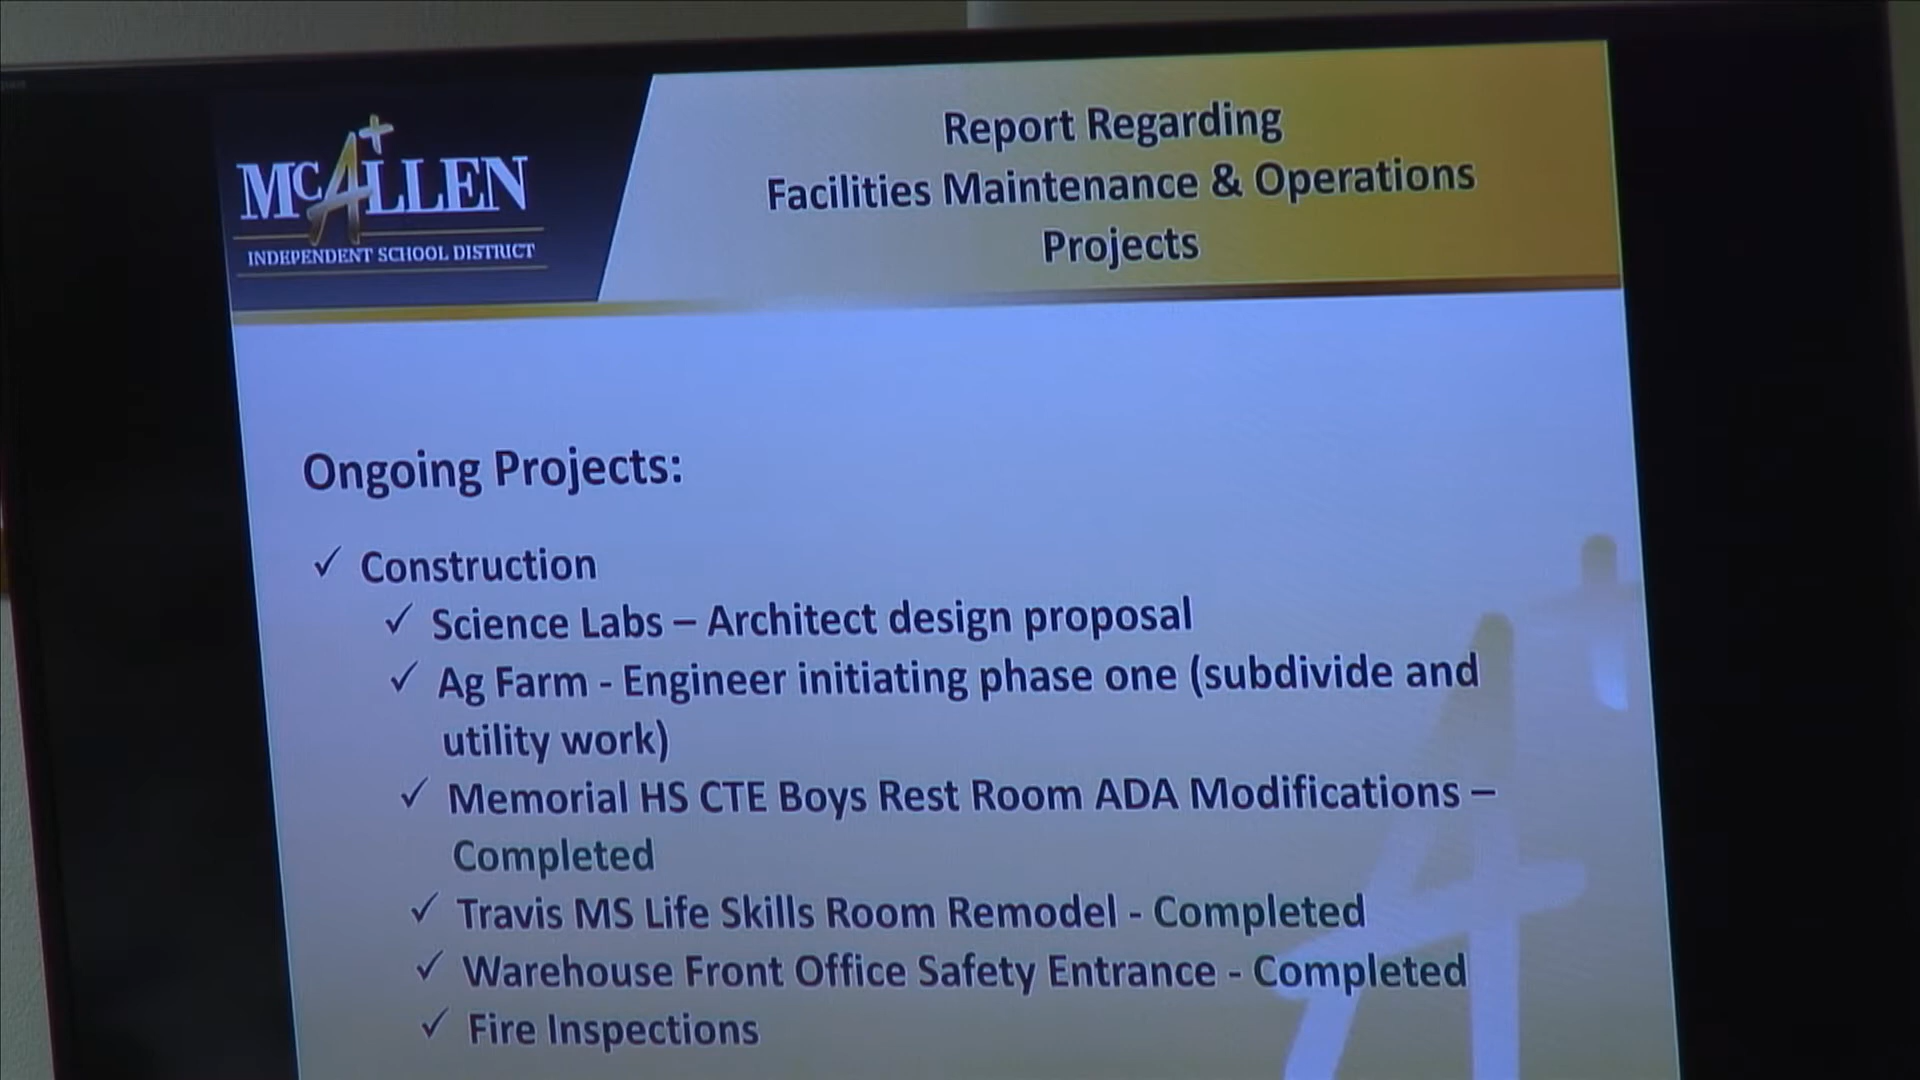 McALLEN
INDEPENDENT SCHOOL DISTRICT
Report Regarding
Facilities Maintenance & Operations
Projects
Ongoing Projects:
✓ Construction
✓ Science Labs – Architect design proposal
✓ Ag Farm - Engineer initiating phase one (subdivide and
utility work)
✓ Memorial HS CTE Boys Rest Room ADA Modifications –
Completed
✓ Travis MS Life Skills Room Remodel - Completed
✓ Warehouse Front Office Safety Entrance - Completed
✓ Fire Inspections